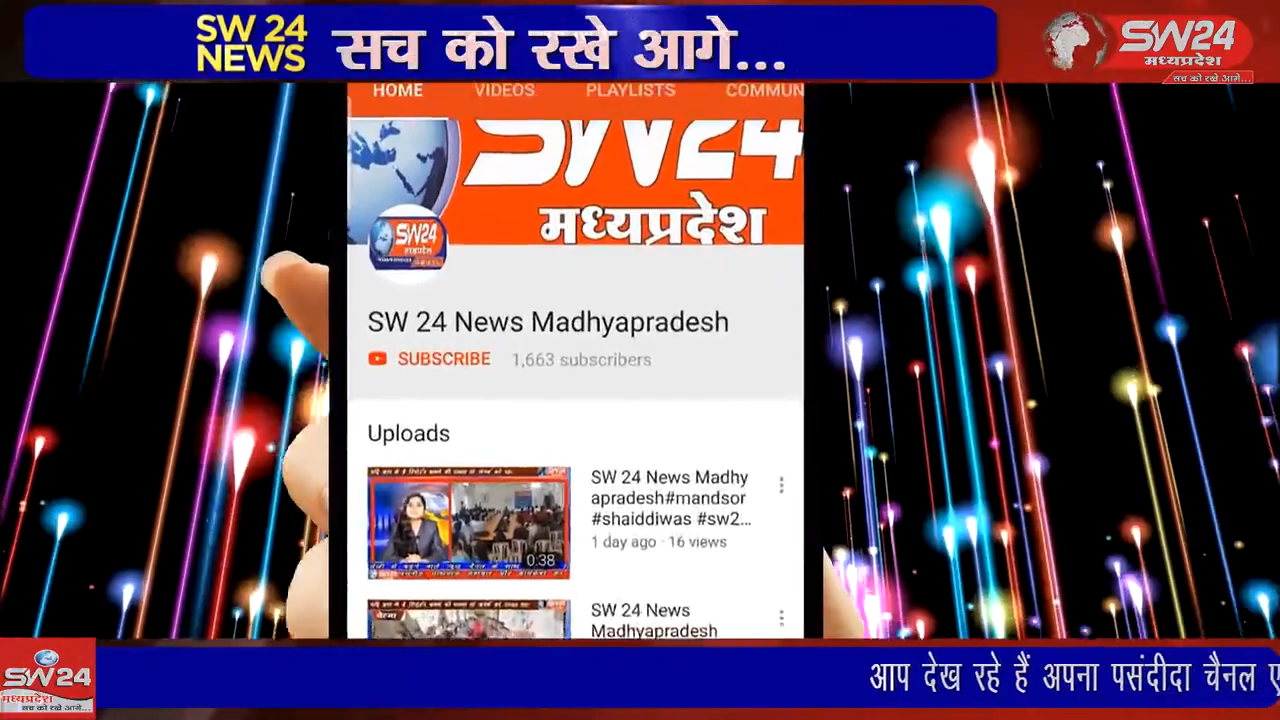 SW 24
NEWS
सच को रखे आगे...
SW24
मध्यप्रदेश
सच को रखे आगे...
HOME VIDEOS PLAYLISTS COMMUN
SW24
मध्यप्रदेश
SW24
SW 24 News Madhyapradesh
SUBSCRIBE 1,663 subscribers
Uploads
SW 24 News Madhy
apradesh#mandsor
#shaiddiwas #sw2...
1 day ago · 16 views
0:38
SW 24 News
Madhyapradesh
SW24
मध्यप्रदेश
सच को रखे आगे...
आप देख रहे हैं अपना पसंदीदा चैनल ए